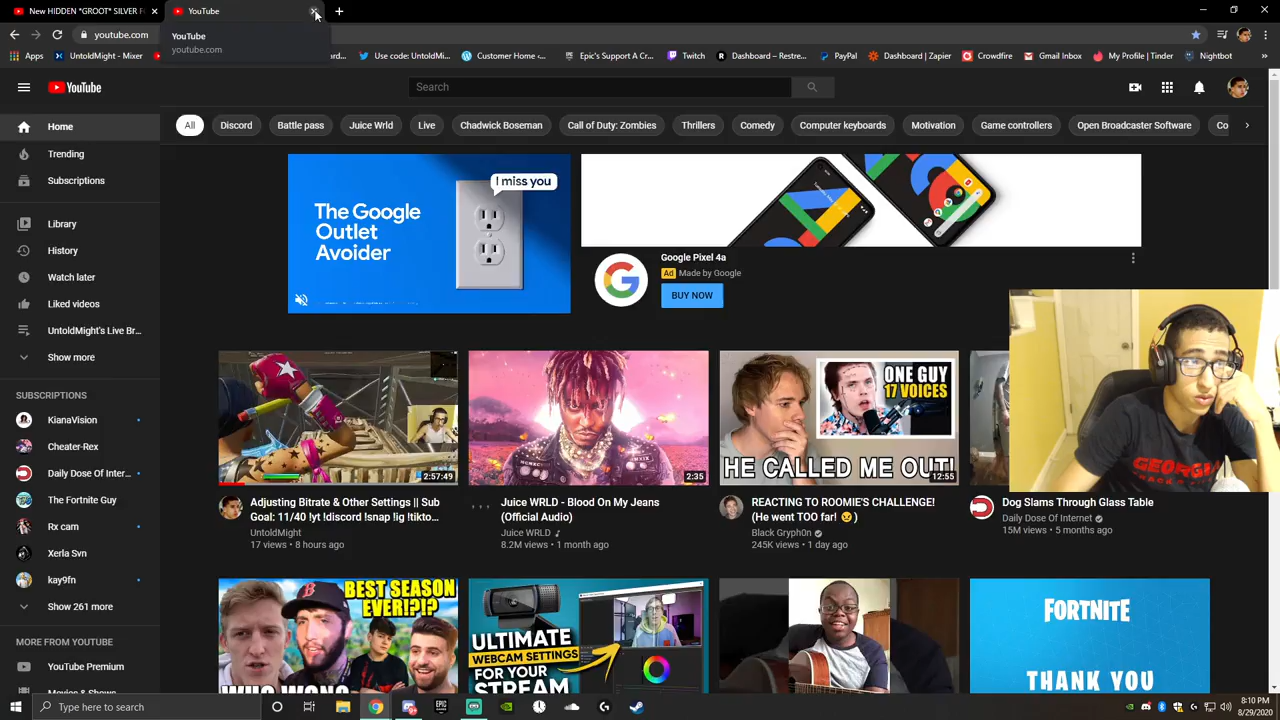 New HIDDEN "GROOT" SILVER F
YouTube
youtube.com
YouTube
youtube.com
Apps
UntoldMight - Mixer
ard...
Use code: UntoldMi...
Customer Home -...
Epic's Support A Cr...
Twitch
Dashboard – Restre...
PayPal
Dashboard | Zapier
Crowdfire
Gmail Inbox
My Profile | Tinder
Nightbot
YouTube
Search
Home
Trending
Subscriptions
Library
History
Watch later
Liked videos
UntoldMight's Live Br...
Show more
SUBSCRIPTIONS
KianaVision
Cheater-Rex
Daily Dose Of Inter...
The Fortnite Guy
Rx cam
Xerla Svn
kay9fn
Show 261 more
MORE FROM YOUTUBE
YouTube Premium
Movies & Shows
All
Discord
Battle pass
Juice Wrld
Live
Chadwick Boseman
Call of Duty: Zombies
Thrillers
Comedy
Computer keyboards
Motivation
Game controllers
Open Broadcaster Software
Co
I miss you
The Google
Outlet
Avoider
Google Pixel 4a
Ad Made by Google
BUY NOW
2:57:49
Adjusting Bitrate & Other Settings || Sub
Goal: 11/40 !yt !discord !snap !ig !tikto...
UntoldMight
17 views • 8 hours ago
2:35
Juice WRLD - Blood On My Jeans
(Official Audio)
Juice WRLD
8.2M views • 1 month ago
ONE GUY
17 VOICES
HE CALLED ME OUT!
12:55
REACTING TO ROOMIE'S CHALLENGE!
(He went TOO far! 😉)
Black Gryph0n
245K views • 1 day ago
Dog Slams Through Glass Table
Daily Dose Of Internet
15M views • 5 months ago
GEORGIA
BEST SEASON
EVER!?!?
WHO WON
ULTIMATE
WEBCAM SETTINGS
FOR YOUR
STREAM
FORTNITE
THANK YOU
Type here to search
8:10 PM
8/29/2020